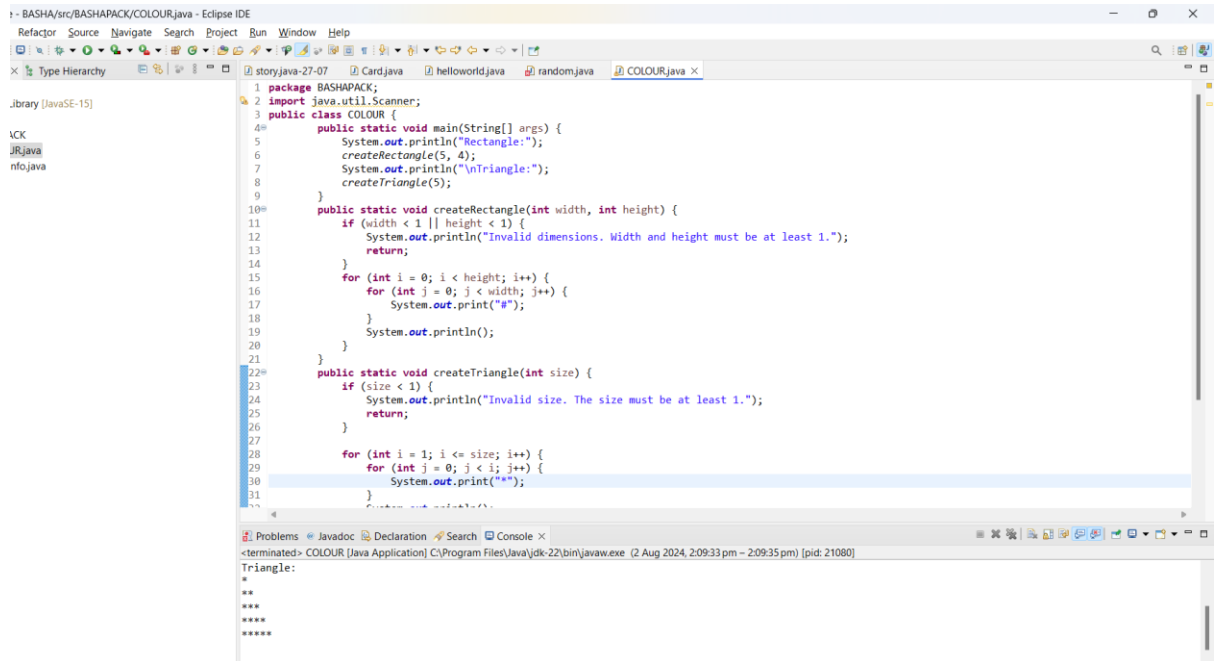 e - BASHA/src/BASHAPACK/COLOUR.java - Eclipse IDE
Refactor Source Navigate Search Project Run Window Help
Type Hierarchy
story.java-27-07 Card.java helloworld.java random.java COLOUR.java
Library [JavaSE-15]
ACK
UR.java
nfo.java
1 package BASHAPACK;
2 import java.util.Scanner;
3 public class COLOUR {
4 public static void main(String[] args) {
5 System.out.println("Rectangle:");
6 createRectangle(5, 4);
7 System.out.println("\nTriangle:");
8 createTriangle(5);
9 }
10 public static void createRectangle(int width, int height) {
11 if (width < 1 || height < 1) {
12 System.out.println("Invalid dimensions. Width and height must be at least 1.");
13 return;
14 }
15 for (int i = 0; i < height; i++) {
16 for (int j = 0; j < width; j++) {
17 System.out.print("#");
18 }
19 System.out.println();
20 }
21 }
22 public static void createTriangle(int size) {
23 if (size < 1) {
24 System.out.println("Invalid size. The size must be at least 1.");
25 return;
26 }
27
28 for (int i = 1; i <= size; i++) {
29 for (int j = 0; j < i; j++) {
30 System.out.print("*");
31 }
Problems Javadoc Declaration Search Console
<terminated> COLOUR [Java Application] C:\Program Files\Java\jdk-22\bin\javaw.exe (2 Aug 2024, 2:09:33 pm – 2:09:35 pm) [pid: 21080]
Triangle:
*
**
***
****
*****